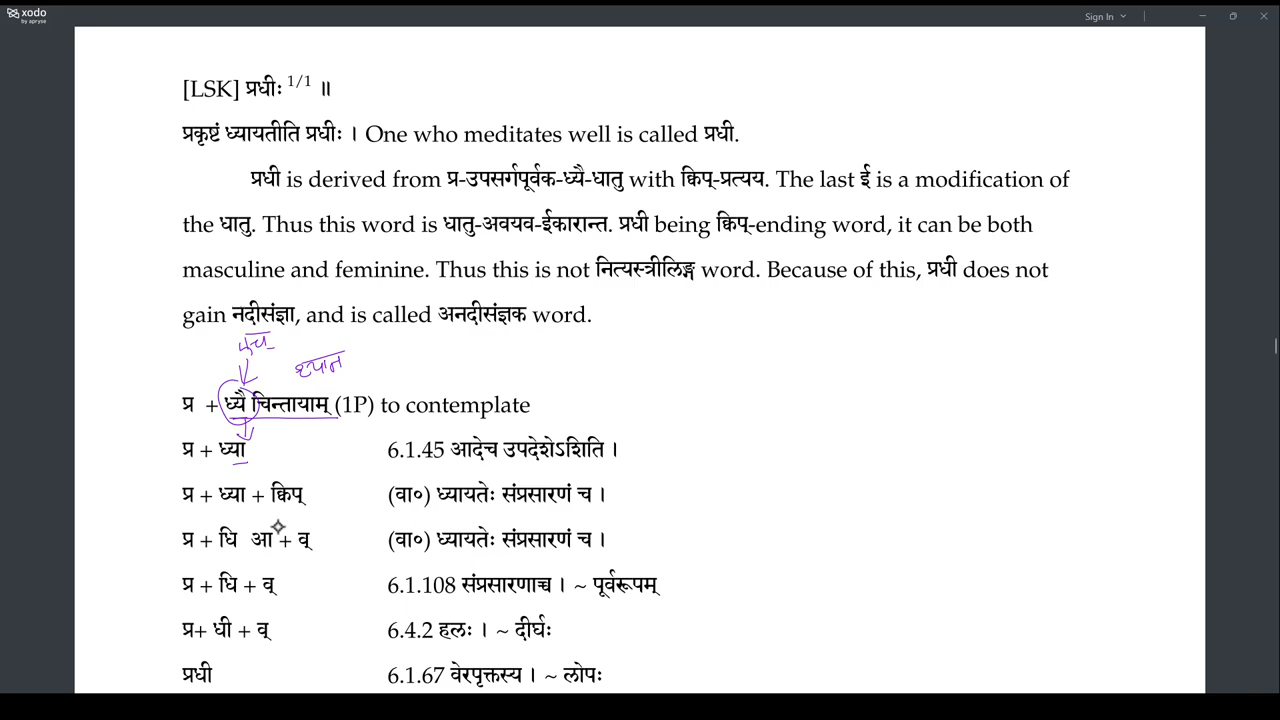 xodo
by apryse
Sign In
[LSK] प्रधीः 1/1 ॥
प्रकृष्टं ध्यायतीति प्रधीः । One who meditates well is called प्रधी.
प्रधी is derived from प्र-उपसर्गपूर्वक-ध्यै-धातु with क्विप्-प्रत्यय. The last ई is a modification of
the धातु. Thus this word is धातु-अवयव-ईकारान्त. प्रधी being क्विप्-ending word, it can be both
masculine and feminine. Thus this is not नित्यस्त्रीलिङ्ग word. Because of this, प्रधी does not
gain नदीसंज्ञा, and is called अनदीसंज्ञक word.
एच
ध्यान
प्र + ध्यै चिन्तायाम् (1P) to contemplate
प्र + ध्या 6.1.45 आदेच उपदेशेऽशिति ।
प्र + ध्या + क्विप् (वा०) ध्यायतेः संप्रसारणं च ।
प्र + धि आ + व् (वा०) ध्यायतेः संप्रसारणं च ।
प्र + धि + व् 6.1.108 संप्रसारणाच्च । ~ पूर्वरूपम्
प्र+ धी + व् 6.4.2 हलः । ~ दीर्घः
प्रधी 6.1.67 वेरपृक्तस्य । ~ लोपः